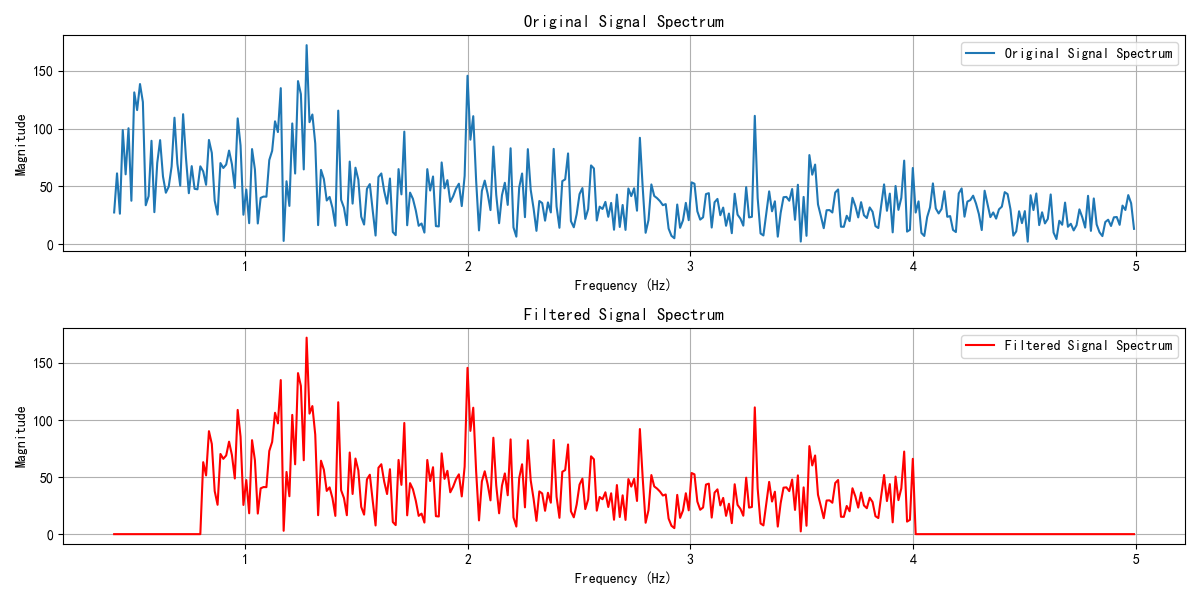 Original Signal Spectrum
Original Signal Spectrum
Magnitude
150
100
50
0
1 2 3 4 5
Frequency (Hz)
Filtered Signal Spectrum
Filtered Signal Spectrum
Magnitude
150
100
50
0
1 2 3 4 5
Frequency (Hz)